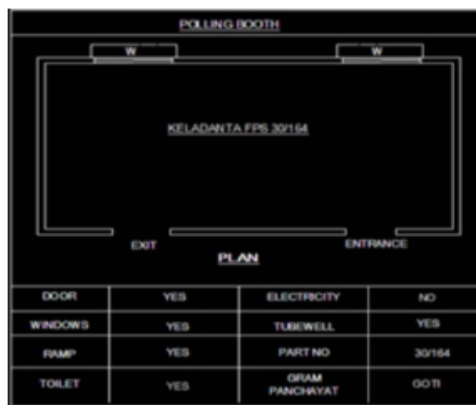 POLLING BOOTH
W W
KELADANTA FPS 30/164
EXIT ENTRANCE
PLAN
DOOR YES ELECTRICITY NO
WINDOWS YES TUBEWELL YES
RAMP YES PART NO 30/164
TOILET YES GRAM PANCHAYAT GOTI